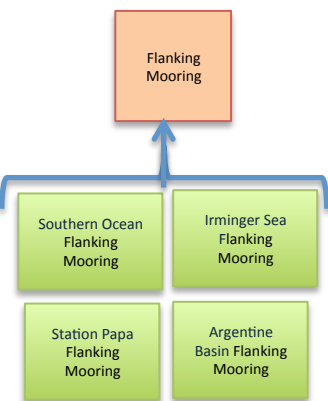 Flanking
Mooring
Southern Ocean
Flanking
Mooring
Irminger Sea
Flanking
Mooring
Station Papa
Flanking
Mooring
Argentine
Basin Flanking
Mooring